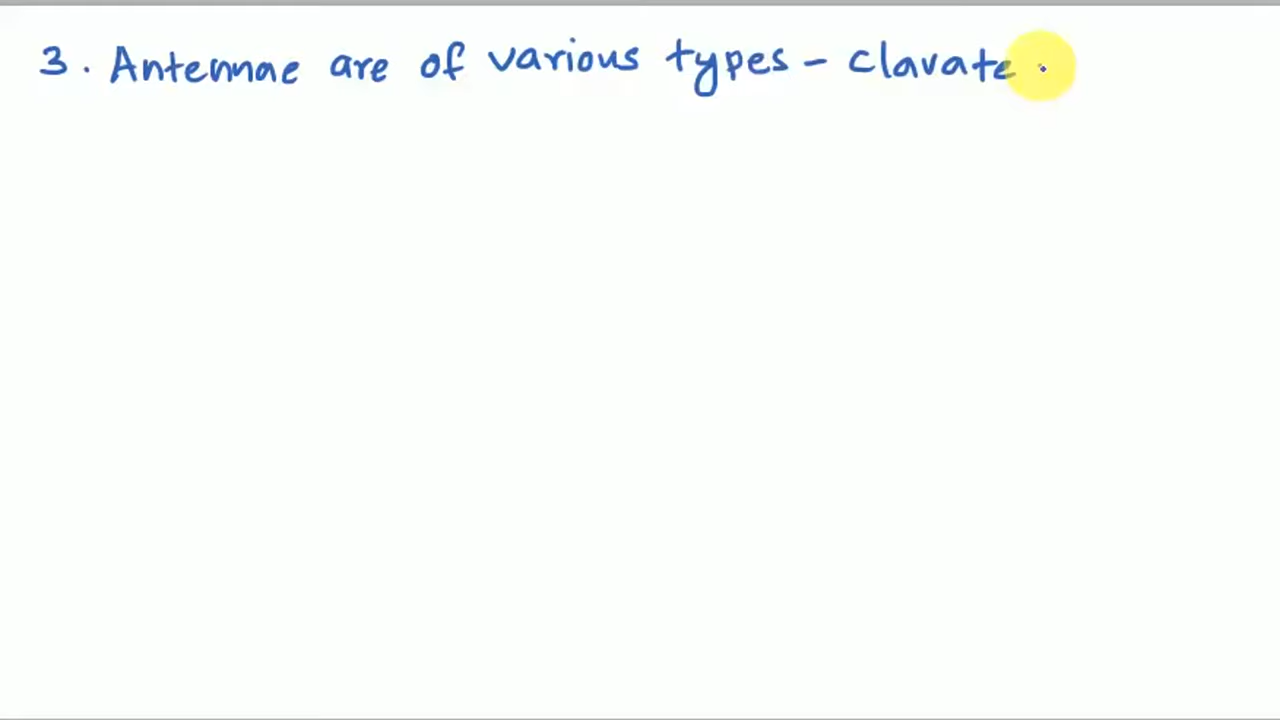 3. Antennae are of various types - clavate